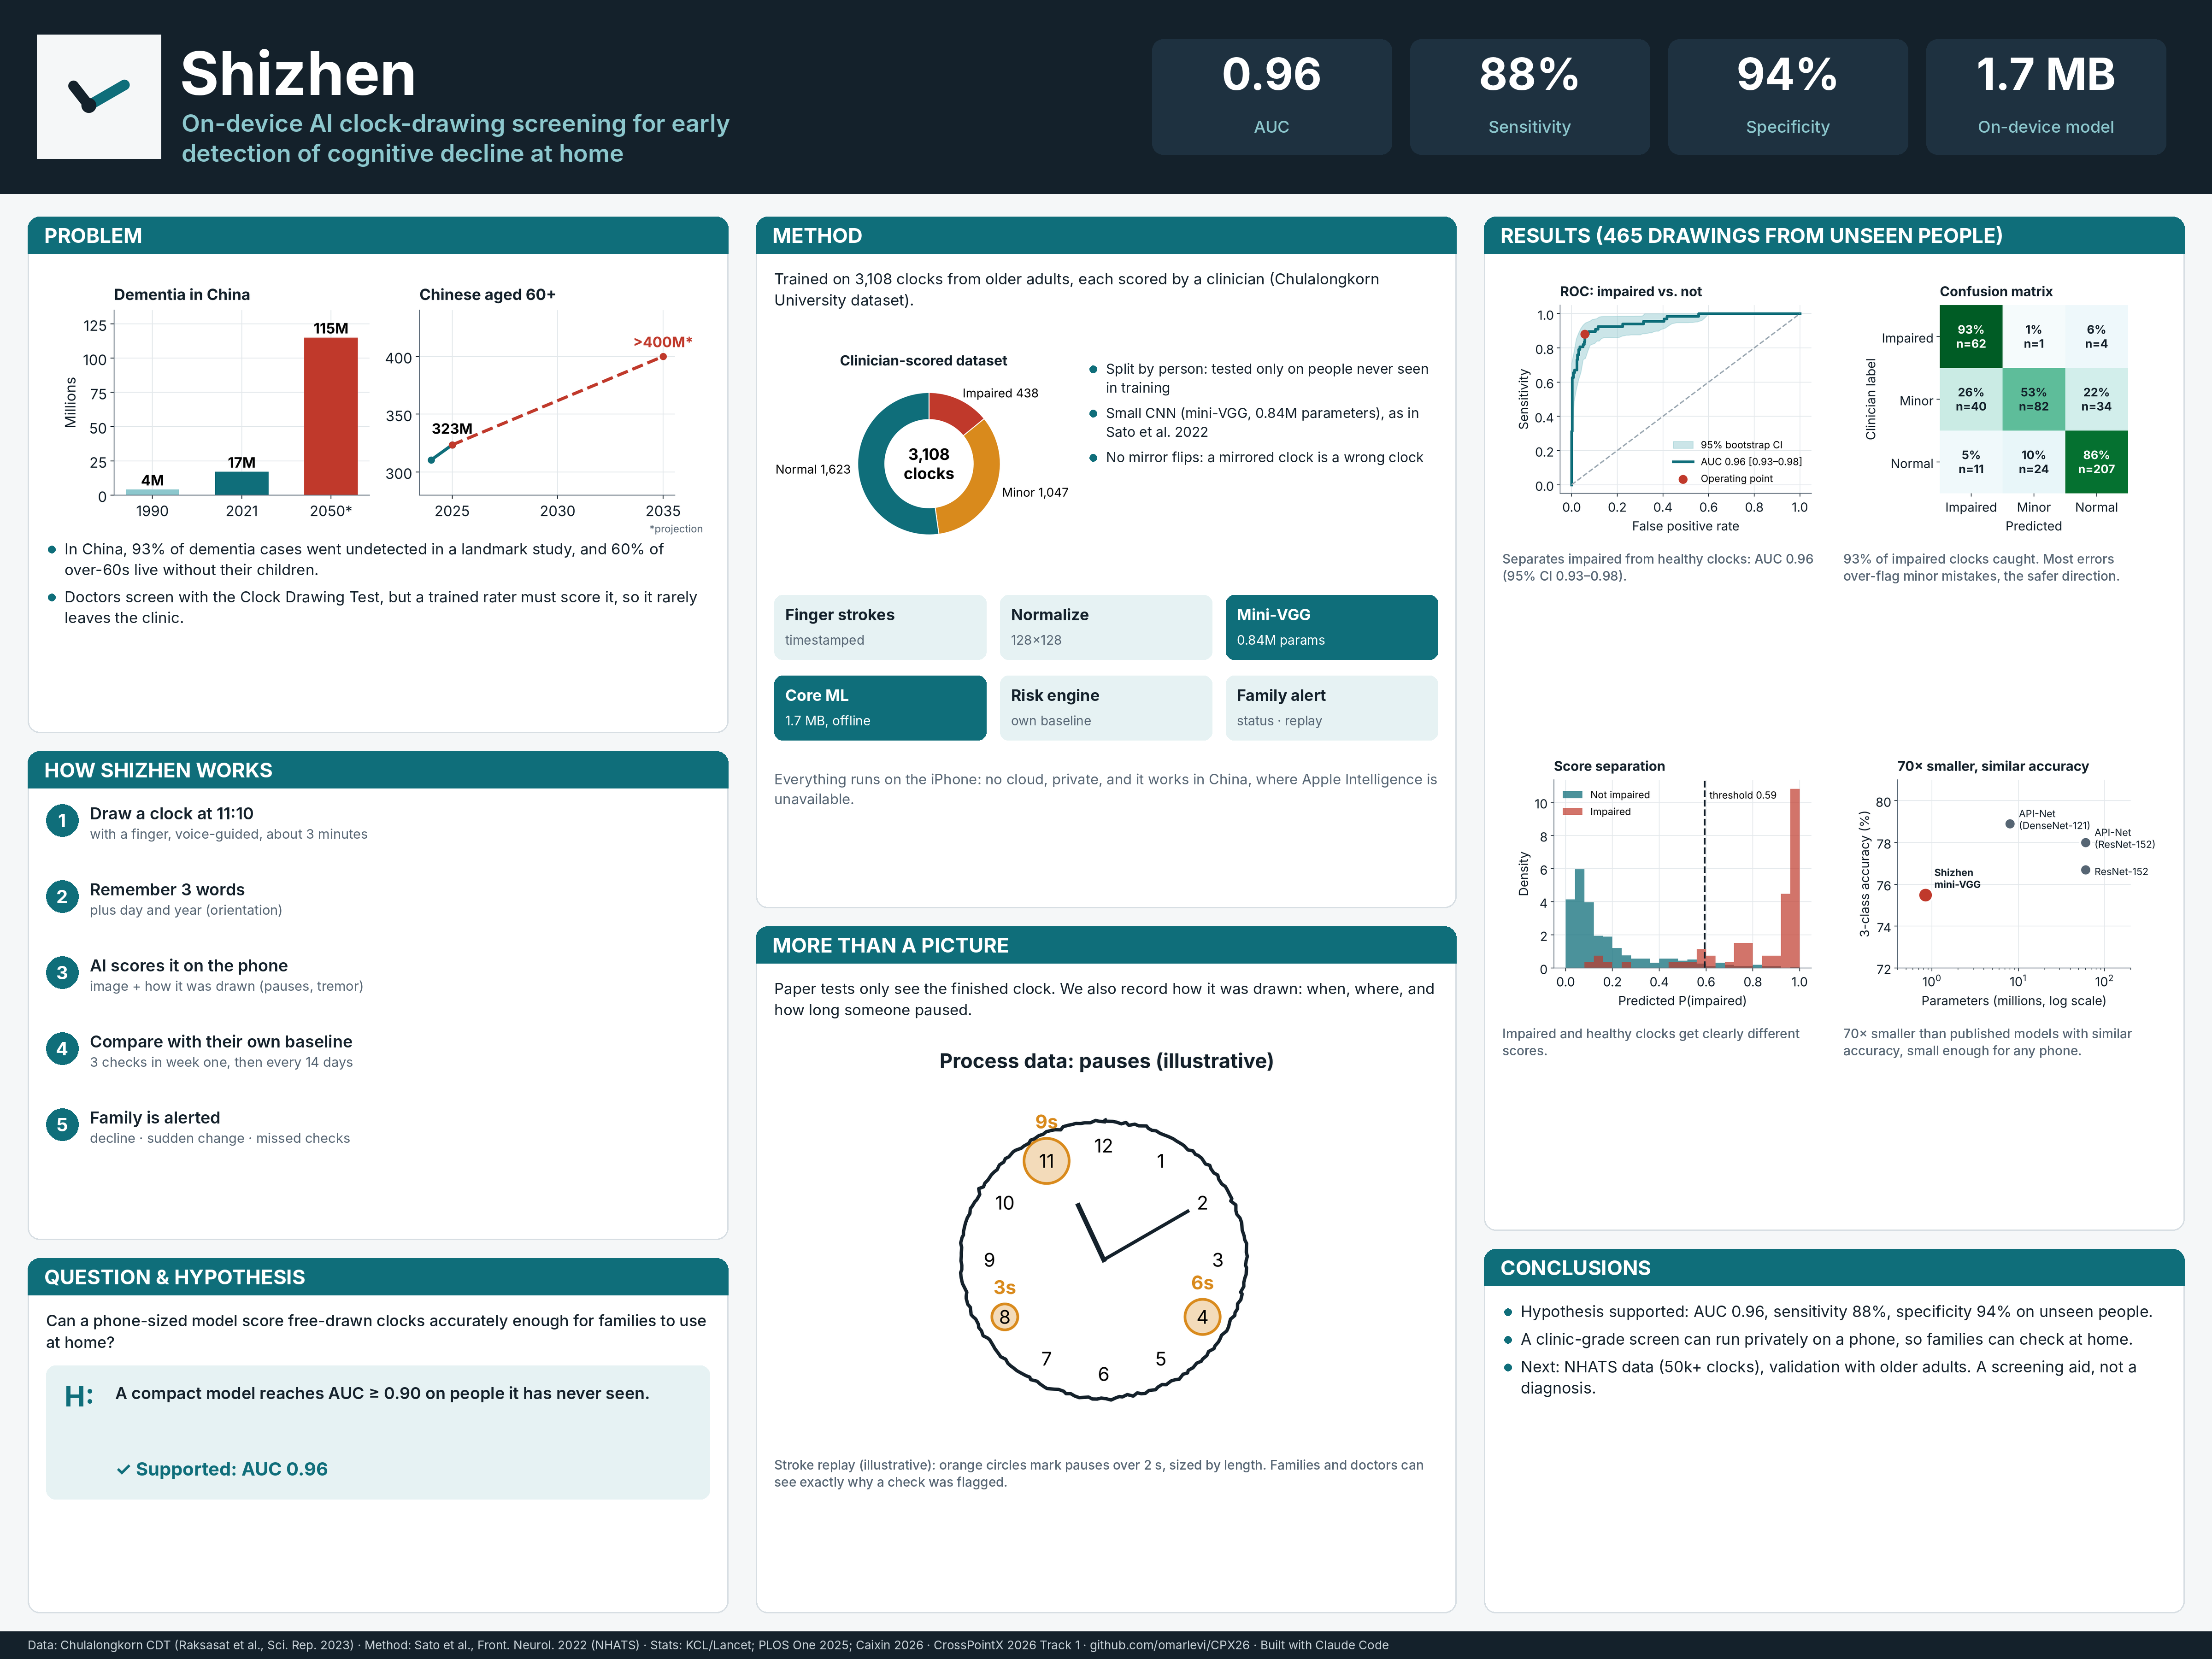 Shizhen
On-device AI clock-drawing screening for early
detection of cognitive decline at home
0.96
AUC
88%
Sensitivity
94%
Specificity
1.7 MB
On-device model
PROBLEM
Dementia in China
Millions
125
100
75
50
25
0
4M
17M
115M
1990
2021
2050*
Chinese aged 60+
400
350
300
323M
>400M*
2025
2030
2035
*projection
In China, 93% of dementia cases went undetected in a landmark study, and 60% of
over-60s live without their children.
Doctors screen with the Clock Drawing Test, but a trained rater must score it, so it rarely
leaves the clinic.
HOW SHIZHEN WORKS
1
Draw a clock at 11:10
with a finger, voice-guided, about 3 minutes
2
Remember 3 words
plus day and year (orientation)
3
AI scores it on the phone
image + how it was drawn (pauses, tremor)
4
Compare with their own baseline
3 checks in week one, then every 14 days
5
Family is alerted
decline · sudden change · missed checks
QUESTION & HYPOTHESIS
Can a phone-sized model score free-drawn clocks accurately enough for families to use
at home?
H:
A compact model reaches AUC ≥ 0.90 on people it has never seen.
✓ Supported: AUC 0.96
METHOD
Trained on 3,108 clocks from older adults, each scored by a clinician (Chulalongkorn
University dataset).
Clinician-scored dataset
Impaired 438
Normal 1,623
3,108
clocks
Minor 1,047
Split by person: tested only on people never seen
in training
Small CNN (mini-VGG, 0.84M parameters), as in
Sato et al. 2022
No mirror flips: a mirrored clock is a wrong clock
Finger strokes
timestamped
Normalize
128×128
Mini-VGG
0.84M params
Core ML
1.7 MB, offline
Risk engine
own baseline
Family alert
status · replay
Everything runs on the iPhone: no cloud, private, and it works in China, where Apple Intelligence is
unavailable.
MORE THAN A PICTURE
Paper tests only see the finished clock. We also record how it was drawn: when, where, and
how long someone paused.
Process data: pauses (illustrative)
9s
12
11
1
10
2
9
3
3s
6s
8
4
7
5
6
Stroke replay (illustrative): orange circles mark pauses over 2 s, sized by length. Families and doctors can
see exactly why a check was flagged.
RESULTS (465 DRAWINGS FROM UNSEEN PEOPLE)
ROC: impaired vs. not
Sensitivity
1.0
0.8
0.6
0.4
0.2
0.0
95% bootstrap CI
AUC 0.96 [0.93–0.98]
Operating point
0.0
0.2
0.4
0.6
0.8
1.0
False positive rate
Separates impaired from healthy clocks: AUC 0.96
(95% CI 0.93–0.98).
Confusion matrix
Clinician label
Impaired
93%
n=62
1%
n=1
6%
n=4
Minor
26%
n=40
53%
n=82
22%
n=34
Normal
5%
n=11
10%
n=24
86%
n=207
Impaired
Minor
Normal
Predicted
93% of impaired clocks caught. Most errors
over-flag minor mistakes, the safer direction.
Score separation
Density
10
8
6
4
2
0
Not impaired
Impaired
threshold 0.59
0.0
0.2
0.4
0.6
0.8
1.0
Predicted P(impaired)
Impaired and healthy clocks get clearly different
scores.
70× smaller, similar accuracy
3-class accuracy (%)
80
78
76
74
72
API-Net
(DenseNet-121)
API-Net
(ResNet-152)
ResNet-152
Shizhen
mini-VGG
10⁰
10¹
10²
Parameters (millions, log scale)
70× smaller than published models with similar
accuracy, small enough for any phone.
CONCLUSIONS
Hypothesis supported: AUC 0.96, sensitivity 88%, specificity 94% on unseen people.
A clinic-grade screen can run privately on a phone, so families can check at home.
Next: NHATS data (50k+ clocks), validation with older adults. A screening aid, not a
diagnosis.
Data: Chulalongkorn CDT (Raksasat et al., Sci. Rep. 2023) · Method: Sato et al., Front. Neurol. 2022 (NHATS) · Stats: KCL/Lancet; PLOS One 2025; Caixin 2026 · CrossPointX 2026 Track 1 · github.com/omarlevi/CPX26 · Built with Claude Code